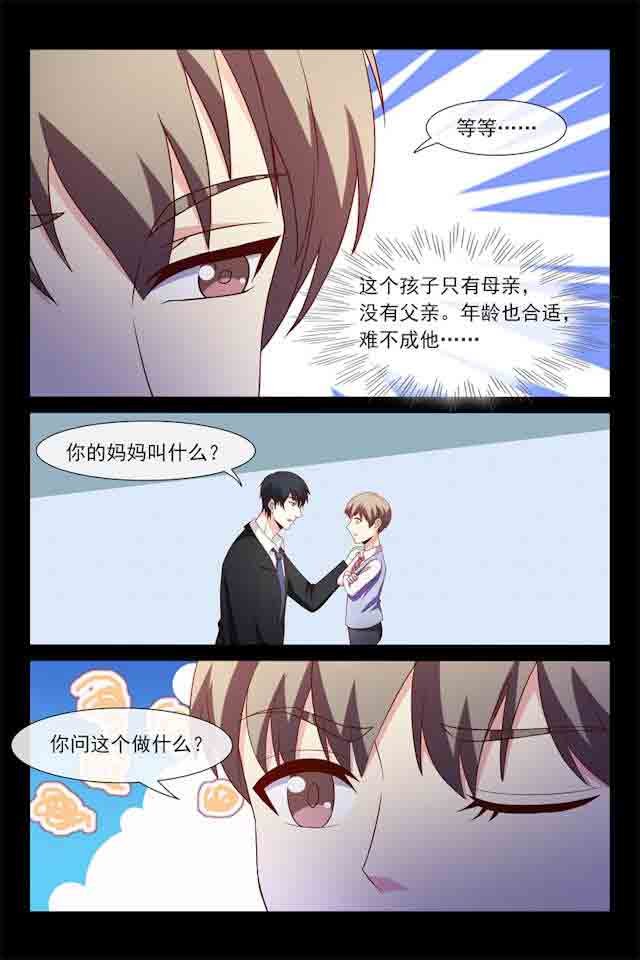 等等……
这个孩子只有母亲，
没有父亲。年龄也合适，
难不成他……
你的妈妈叫什么？
你问这个做什么？